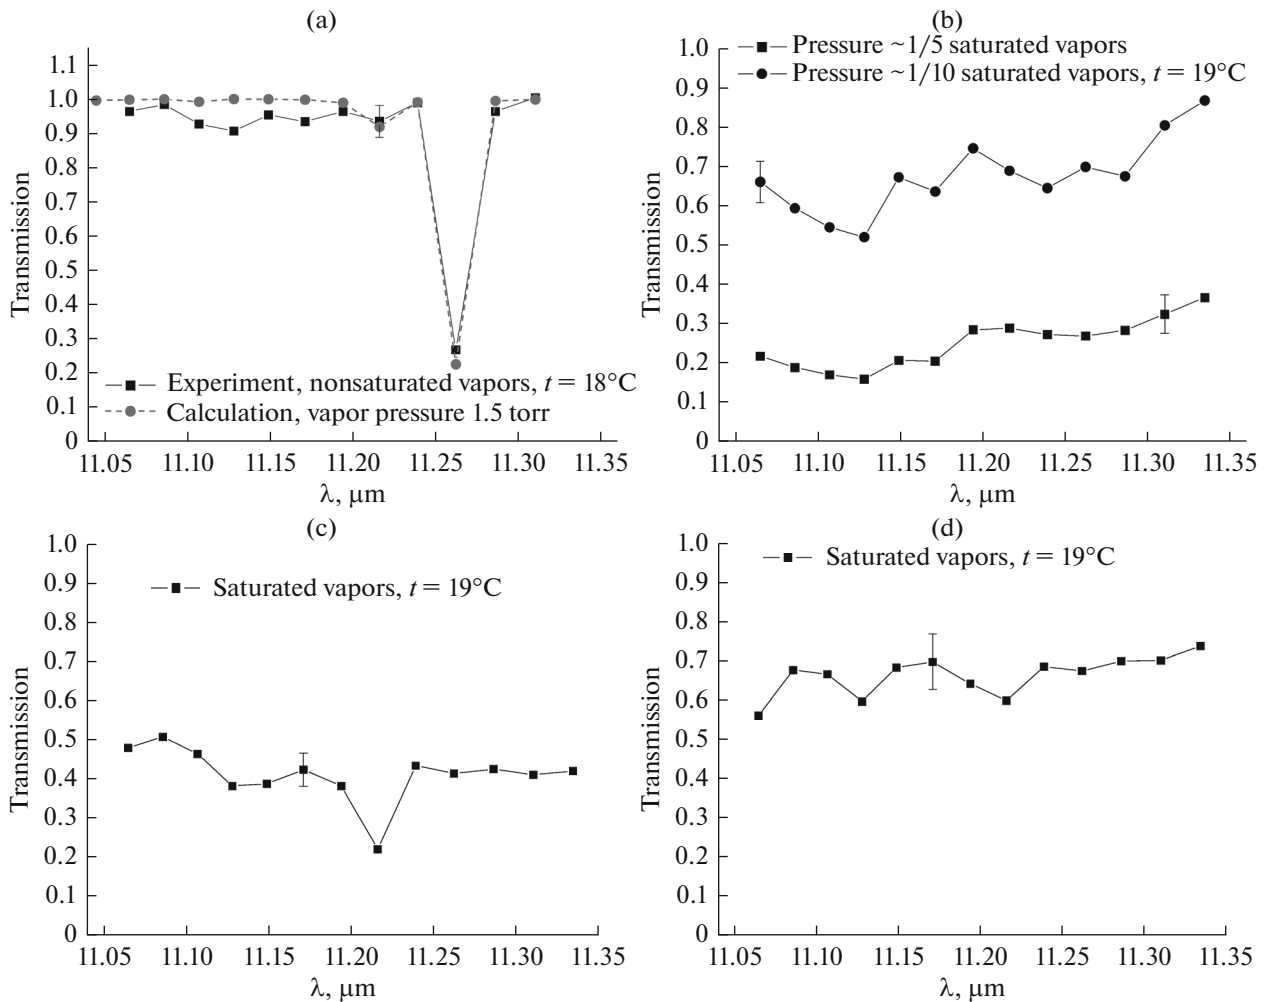 (a)
Transmission
1.1
1.0
0.9
0.8
0.7
0.6
0.5
0.4
0.3
0.2
0.1
0
Experiment, nonsaturated vapors, t = 18°C
Calculation, vapor pressure 1.5 torr
11.05 11.10 11.15 11.20 11.25 11.30 11.35
λ, μm
(b)
Transmission
1.0
0.9
0.8
0.7
0.6
0.5
0.4
0.3
0.2
0.1
0
Pressure ~1/5 saturated vapors
Pressure ~1/10 saturated vapors, t = 19°C
11.05 11.10 11.15 11.20 11.25 11.30 11.35
λ, μm
(c)
Transmission
1.0
0.9
0.8
0.7
0.6
0.5
0.4
0.3
0.2
0.1
0
Saturated vapors, t = 19°C
11.05 11.10 11.15 11.20 11.25 11.30 11.35
λ, μm
(d)
Transmission
1.0
0.9
0.8
0.7
0.6
0.5
0.4
0.3
0.2
0.1
0
Saturated vapors, t = 19°C
11.05 11.10 11.15 11.20 11.25 11.30 11.35
λ, μm